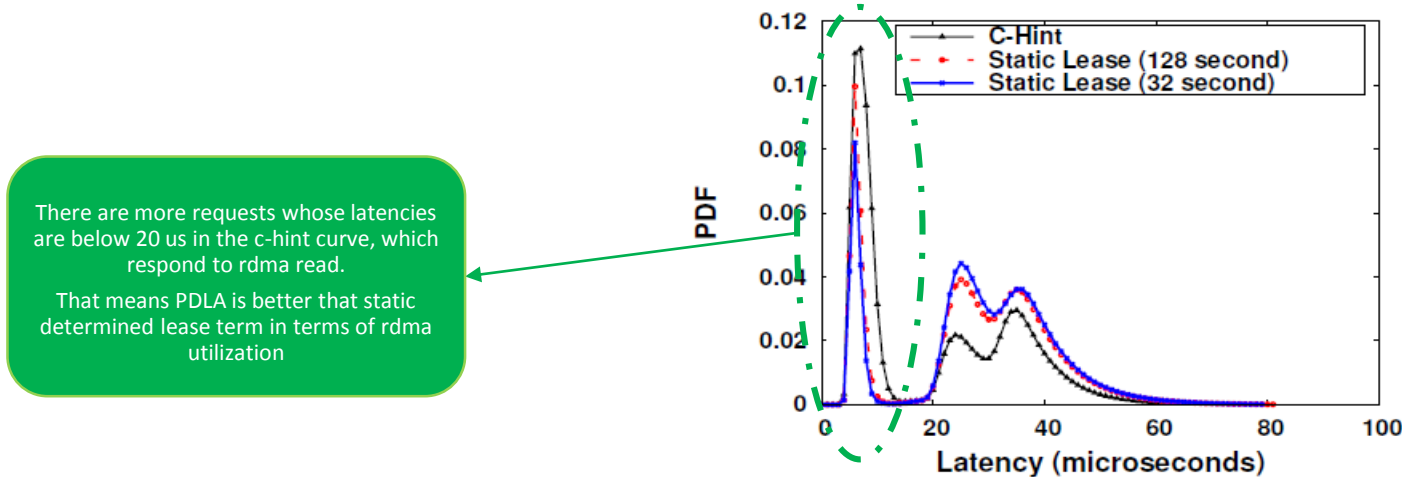 There are more requests whose latencies
are below 20 us in the c-hint curve, which
respond to rdma read.
That means PDLA is better that static
determined lease term in terms of rdma
utilization
0.12
0.1
0.08
0.06
0.04
0.02
0
PDF
C-Hint
Static Lease (128 second)
Static Lease (32 second)
0 20 40 60 80 100
Latency (microseconds)